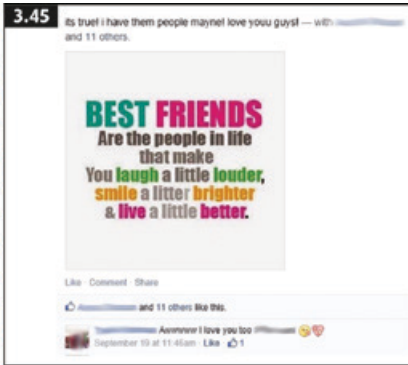 3.45
its true! i have them people mayne! love youu guys! — with
and 11 others.
BEST FRIENDS
Are the people in life
that make
You laugh a little louder,
smile a litter brighter
& live a little better.
Like · Comment · Share
and 11 others like this.
Awwwww I love you too
September 19 at 11:46am · Like · 1